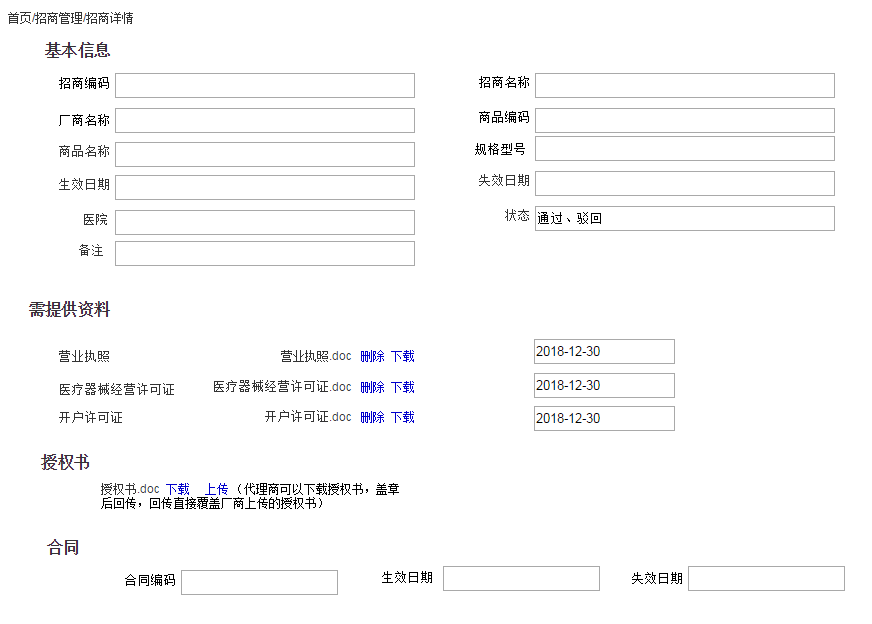 首页/招商管理/招商详情
基本信息
招商编码
招商名称
厂商名称
商品编码
商品名称
规格型号
生效日期
失效日期
医院
状态 通过、驳回
备注
需提供资料
营业执照 营业执照.doc 删除 下载 2018-12-30
医疗器械经营许可证 医疗器械经营许可证.doc 删除 下载 2018-12-30
开户许可证 开户许可证.doc 删除 下载 2018-12-30
授权书
授权书.doc 下载 上传（代理商可以下载授权书，盖章
后回传，回传直接覆盖厂商上传的授权书）
合同
合同编码 生效日期 失效日期